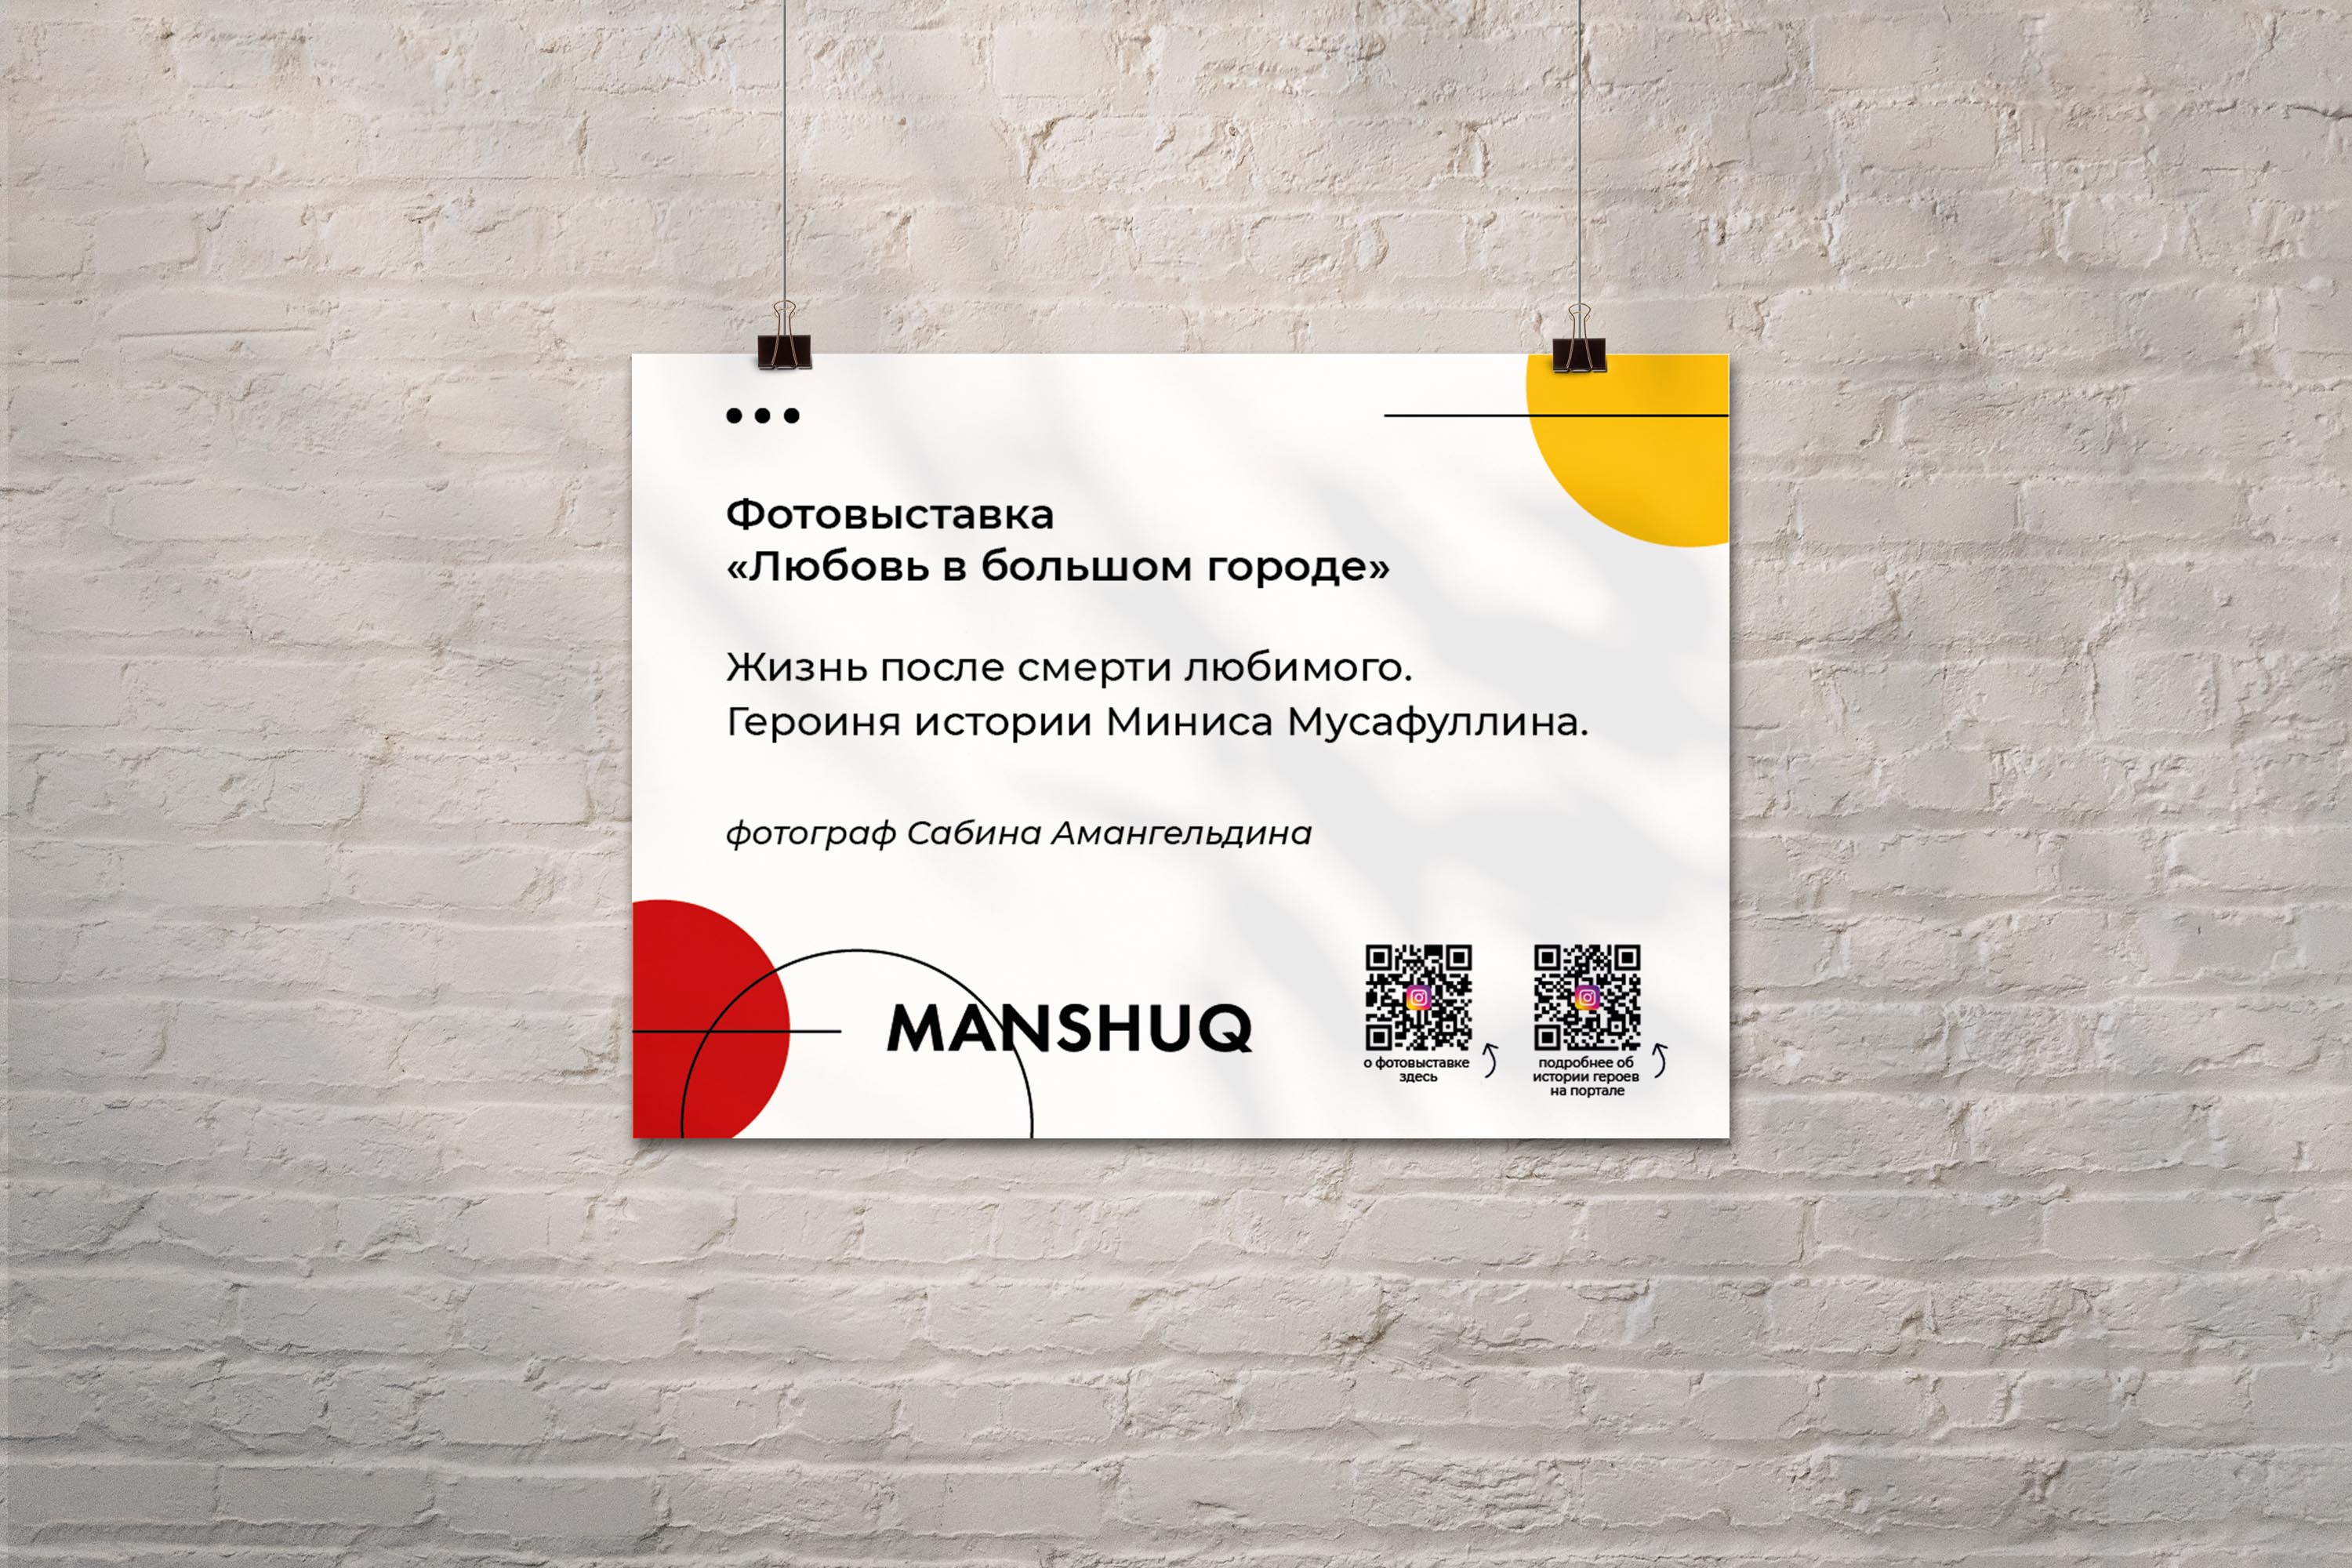 Фотовыставка
«Любовь в большом городе»
Жизнь после смерти любимого.
Героиня истории Миниса Мусафуллина.
фотограф Сабина Амангельдина
MANSHUQ
о фотовыставке
здесь
подробнее об
истории героев
на портале